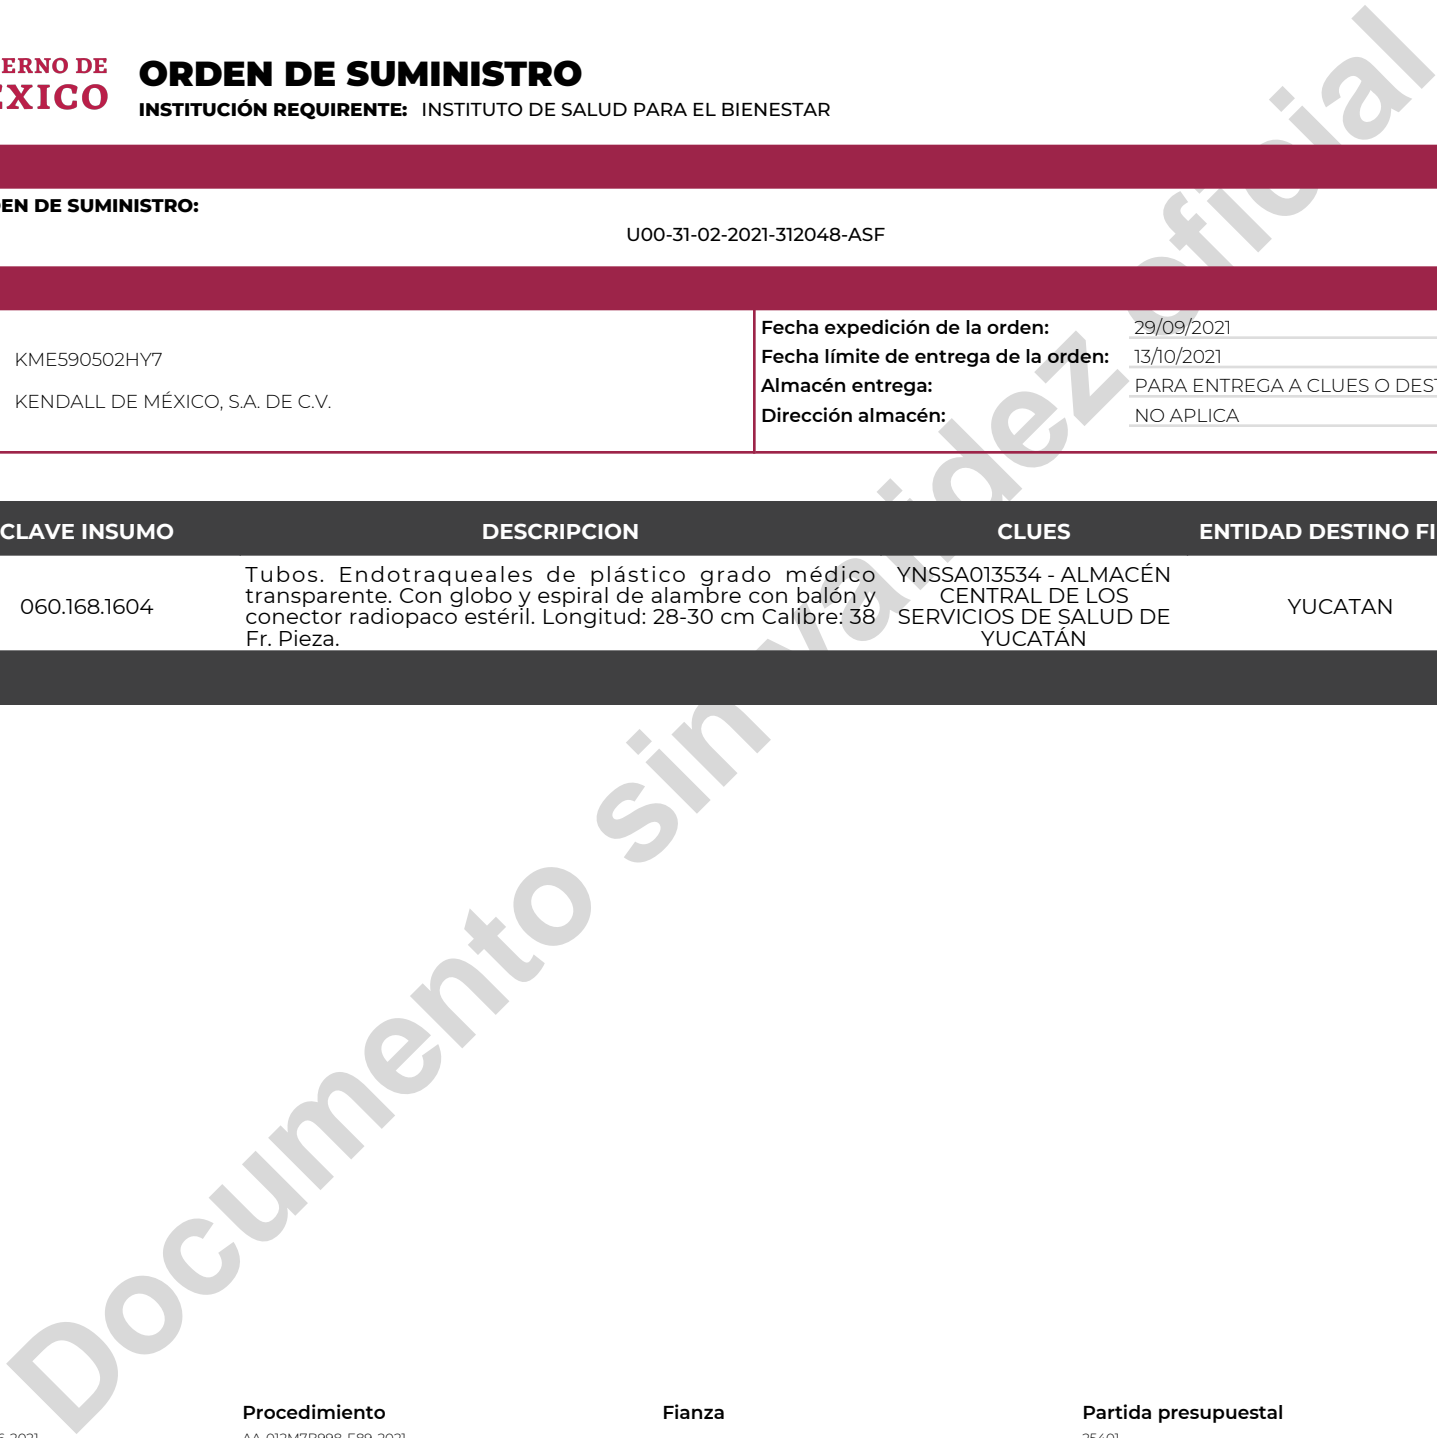 ERNO DE
ÉXICO
ORDEN DE SUMINISTRO
INSTITUCIÓN REQUIRENTE: INSTITUTO DE SALUD PARA EL BIENESTAR
EN DE SUMINISTRO:
U00-31-02-2021-312048-ASF
KME590502HY7
KENDALL DE MÉXICO, S.A. DE C.V.
Fecha expedición de la orden: 29/09/2021
Fecha límite de entrega de la orden: 13/10/2021
Almacén entrega: PARA ENTREGA A CLUES O DEST
Dirección almacén: NO APLICA
CLAVE INSUMO DESCRIPCION CLUES ENTIDAD DESTINO FI
060.168.1604
Tubos. Endotraqueales de plástico grado médico
transparente. Con globo y espiral de alambre con balón y
conector radiopaco estéril. Longitud: 28-30 cm Calibre: 38
Fr. Pieza.
YNSSA013534 - ALMACÉN
CENTRAL DE LOS
SERVICIOS DE SALUD DE
YUCATÁN
YUCATAN
Documento sin validez oficial
Procedimiento Fianza Partida presupuestal